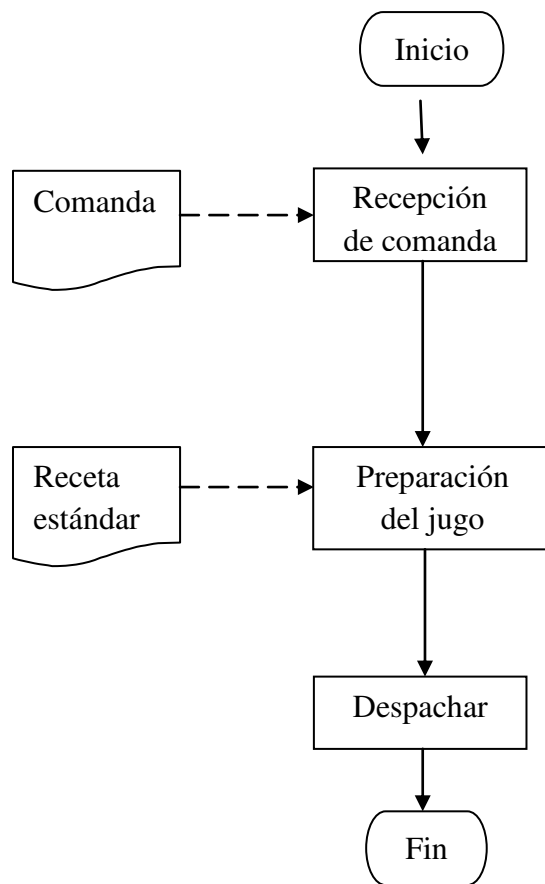 Inicio
Comanda
Recepción
de comanda
Receta
estándar
Preparación
del jugo
Despachar
Fin